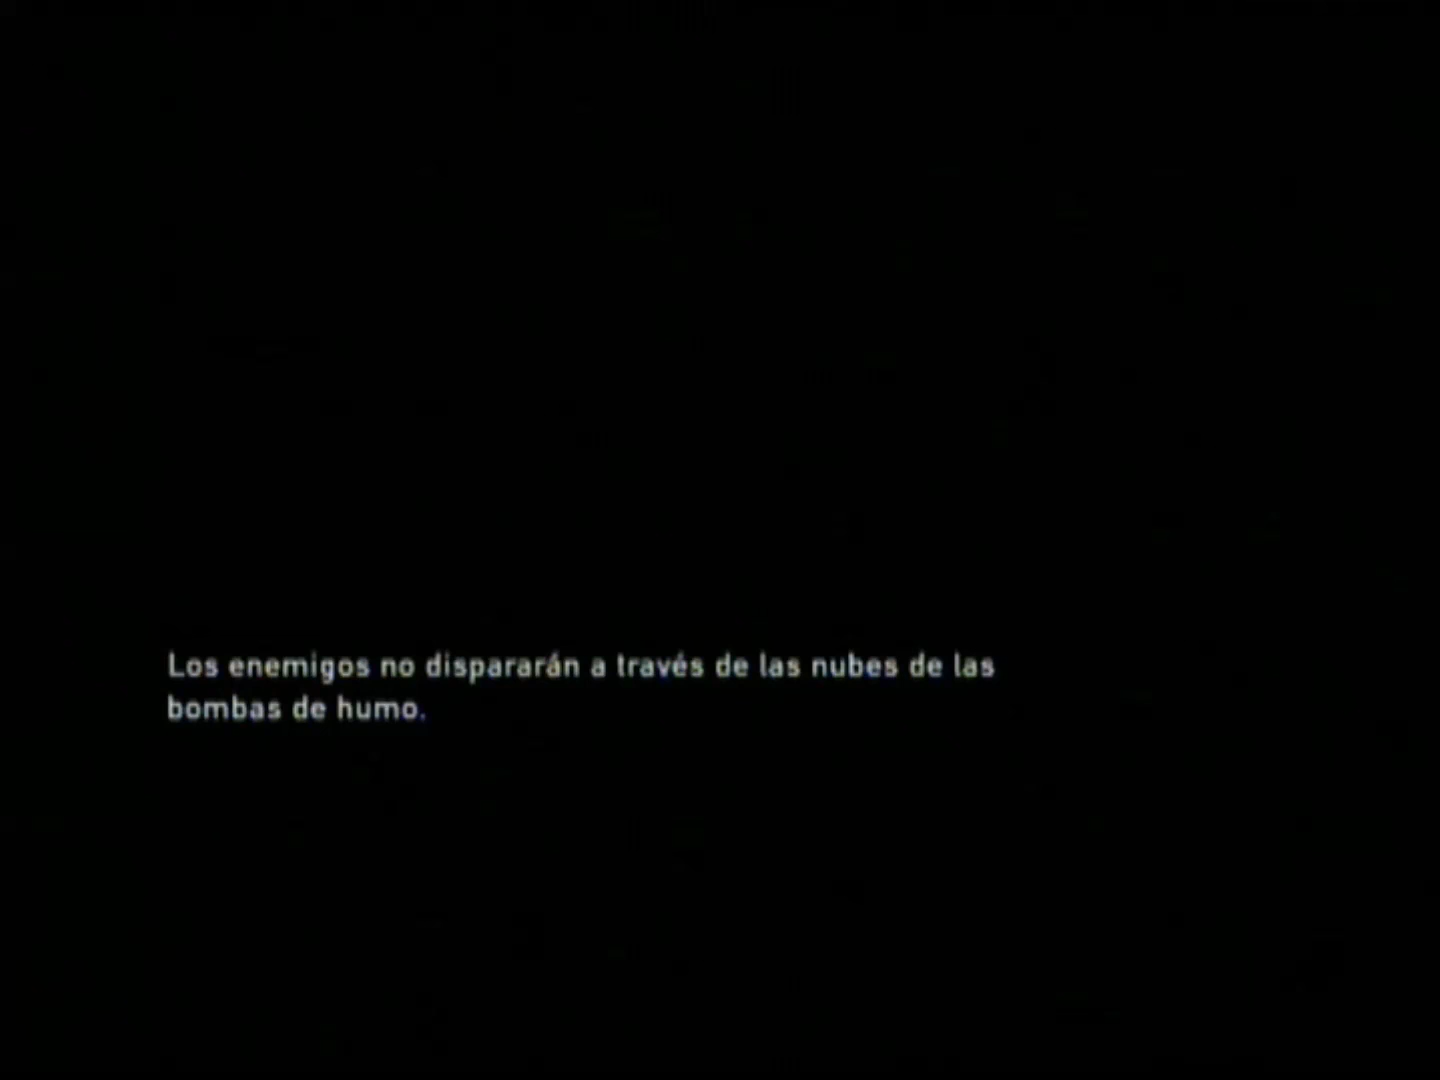 Los enemigos no dispararán a través de las nubes de las
bombas de humo.